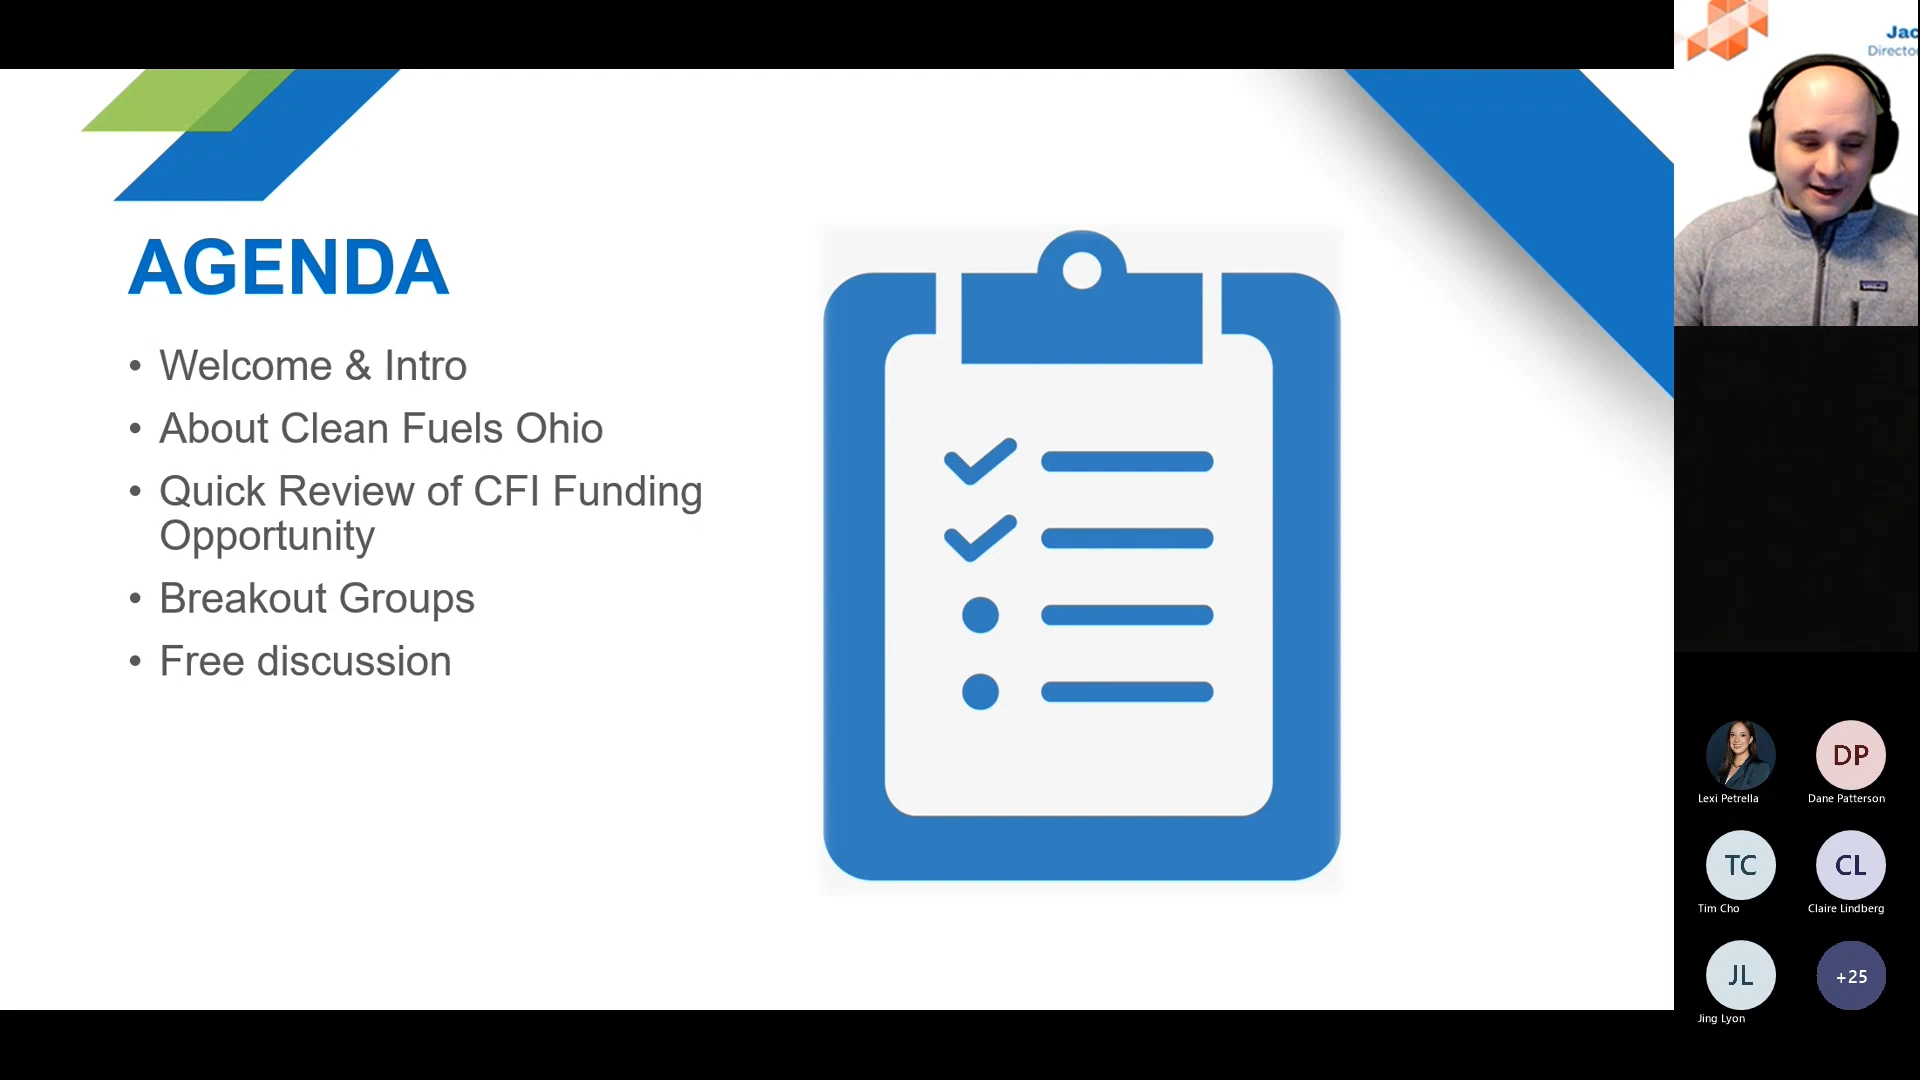 AGENDA
• Welcome & Intro
• About Clean Fuels Ohio
• Quick Review of CFI Funding
Opportunity
• Breakout Groups
• Free discussion
Lexi Petrella
DP
Dane Patterson
TC
Tim Cho
CL
Claire Lindberg
JL
Jing Lyon
+25